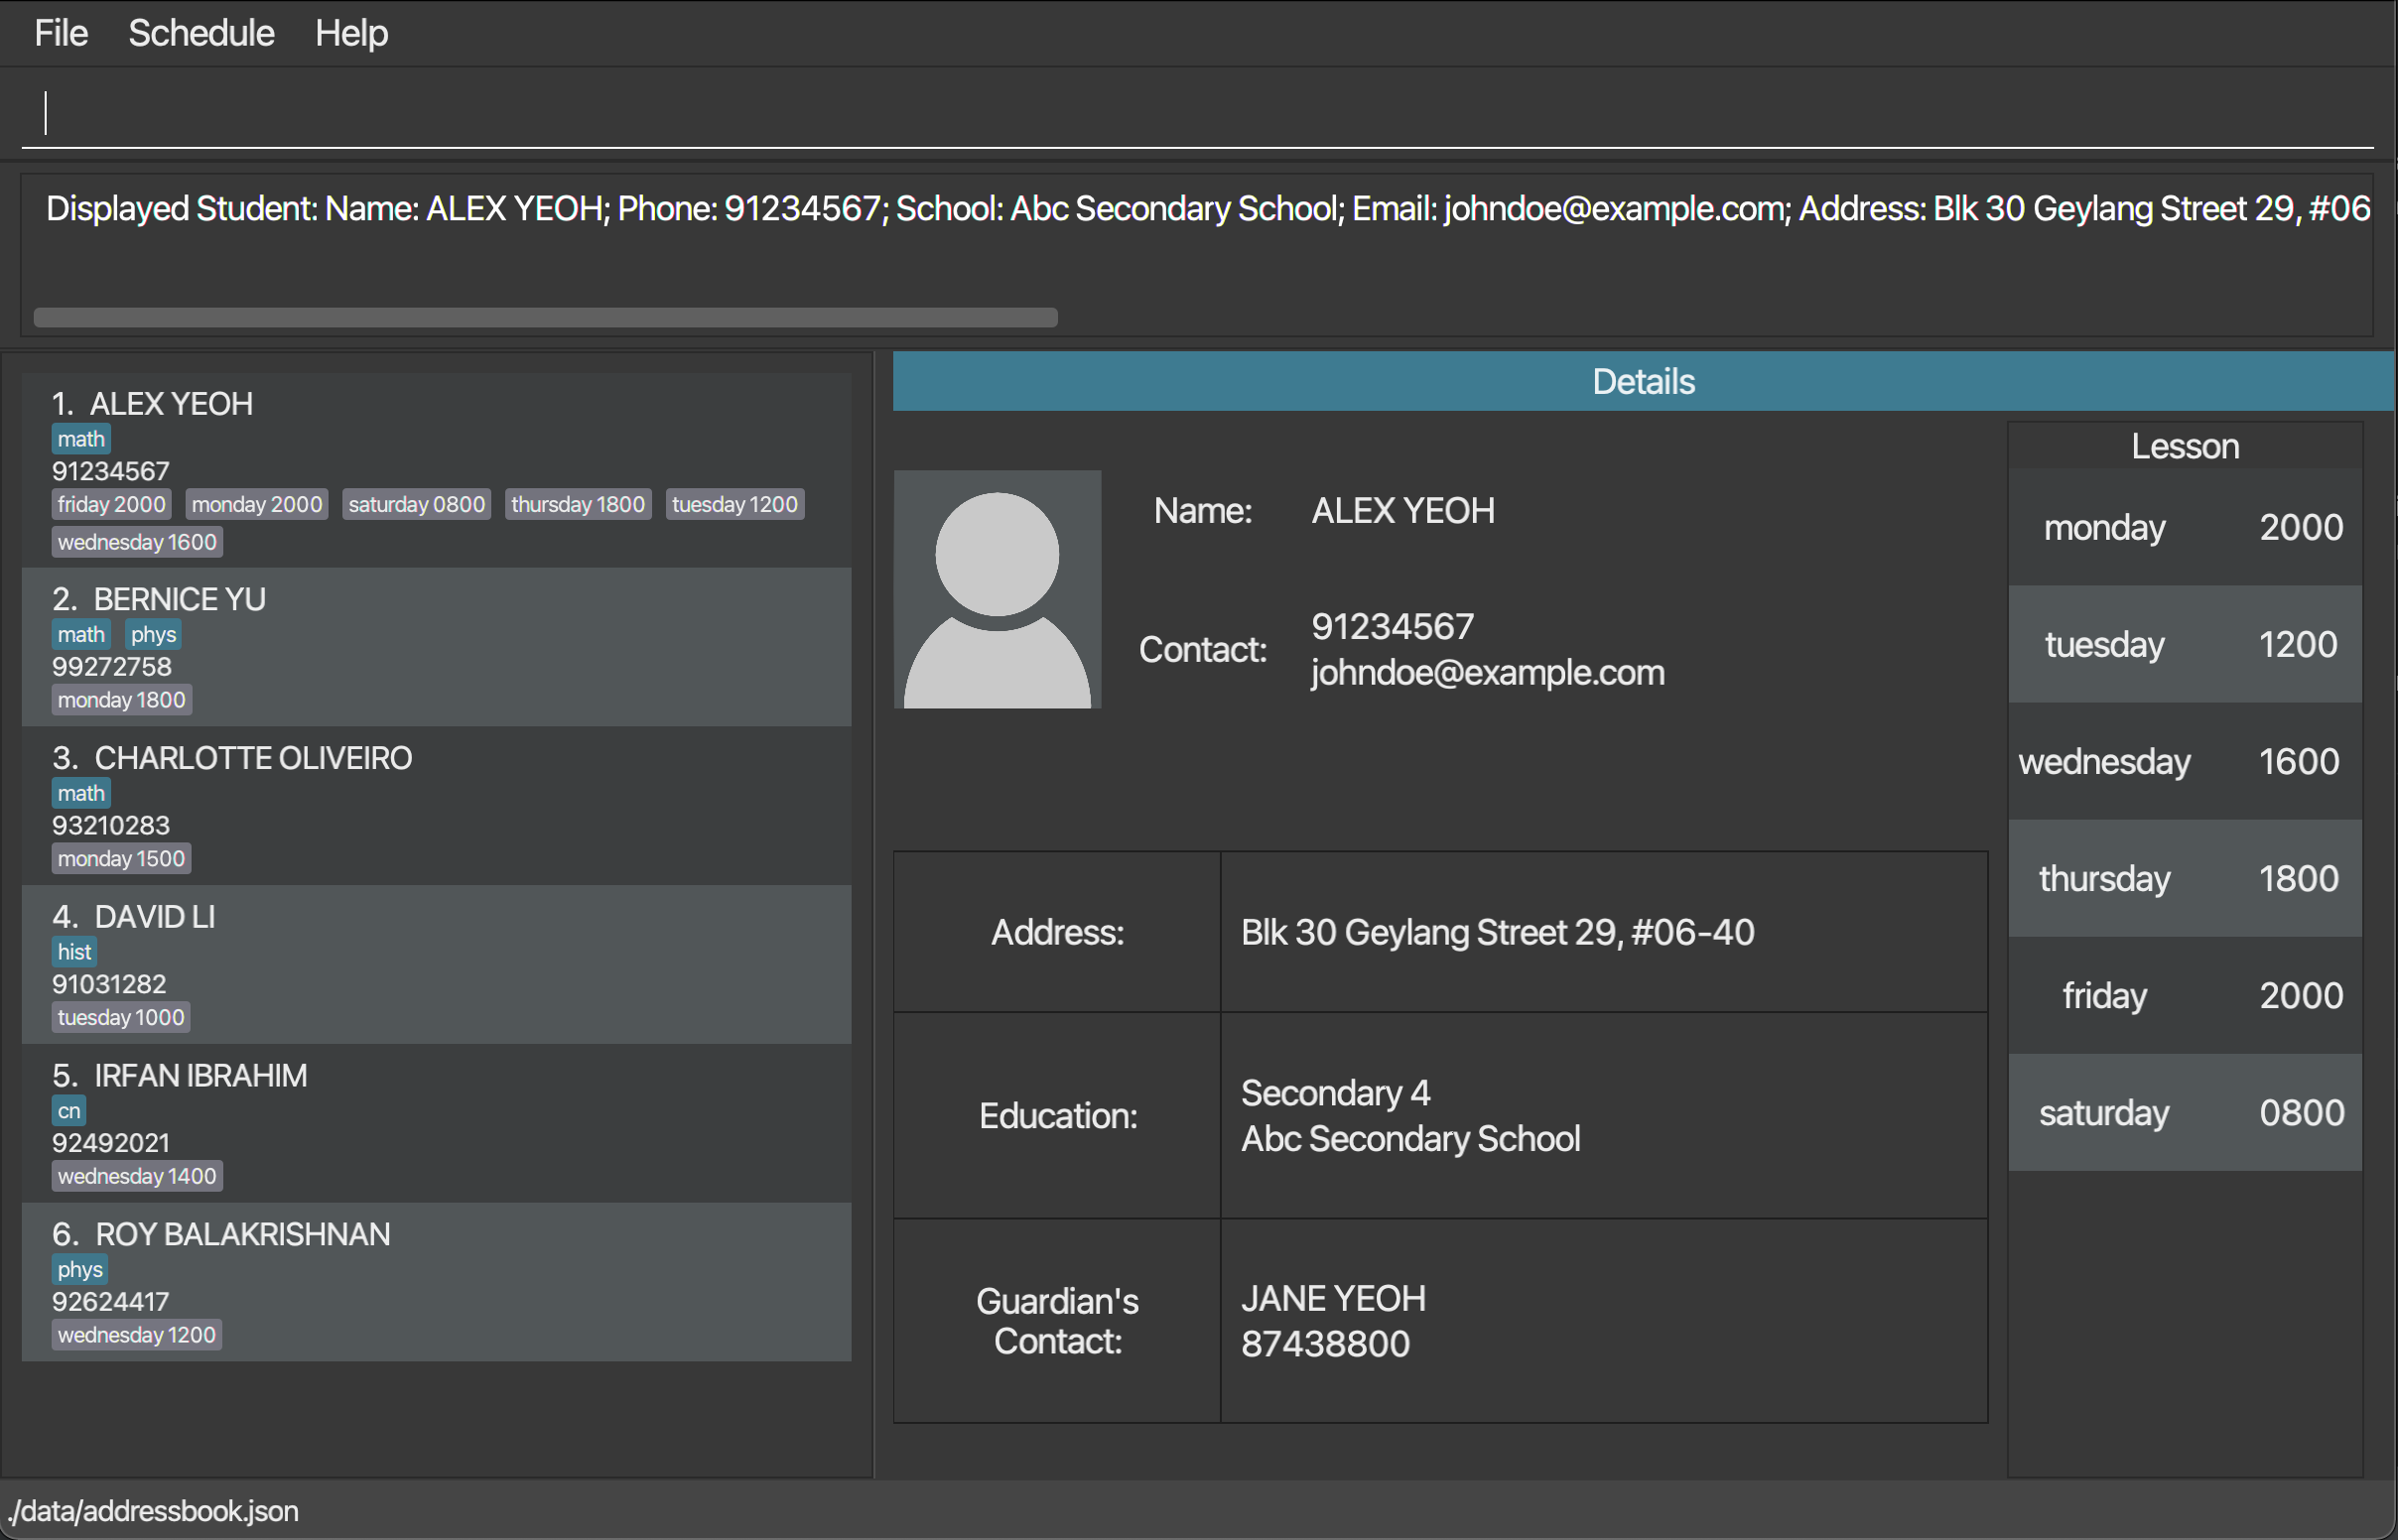 File Schedule Help
Displayed Student: Name: ALEX YEOH; Phone: 91234567; School: Abc Secondary School; Email: johndoe@example.com; Address: Blk 30 Geylang Street 29, #06
1. ALEX YEOH
math
91234567
friday 2000 monday 2000 saturday 0800 thursday 1800 tuesday 1200
wednesday 1600
2. BERNICE YU
math phys
99272758
monday 1800
3. CHARLOTTE OLIVEIRO
math
93210283
monday 1500
4. DAVID LI
hist
91031282
tuesday 1000
5. IRFAN IBRAHIM
cn
92492021
wednesday 1400
6. ROY BALAKRISHNAN
phys
92624417
wednesday 1200
Details
Name: ALEX YEOH
Contact: 91234567
johndoe@example.com
Address: Blk 30 Geylang Street 29, #06-40
Education: Secondary 4
Abc Secondary School
Guardian's
Contact:
JANE YEOH
87438800
Lesson
monday 2000
tuesday 1200
wednesday 1600
thursday 1800
friday 2000
saturday 0800
./data/addressbook.json